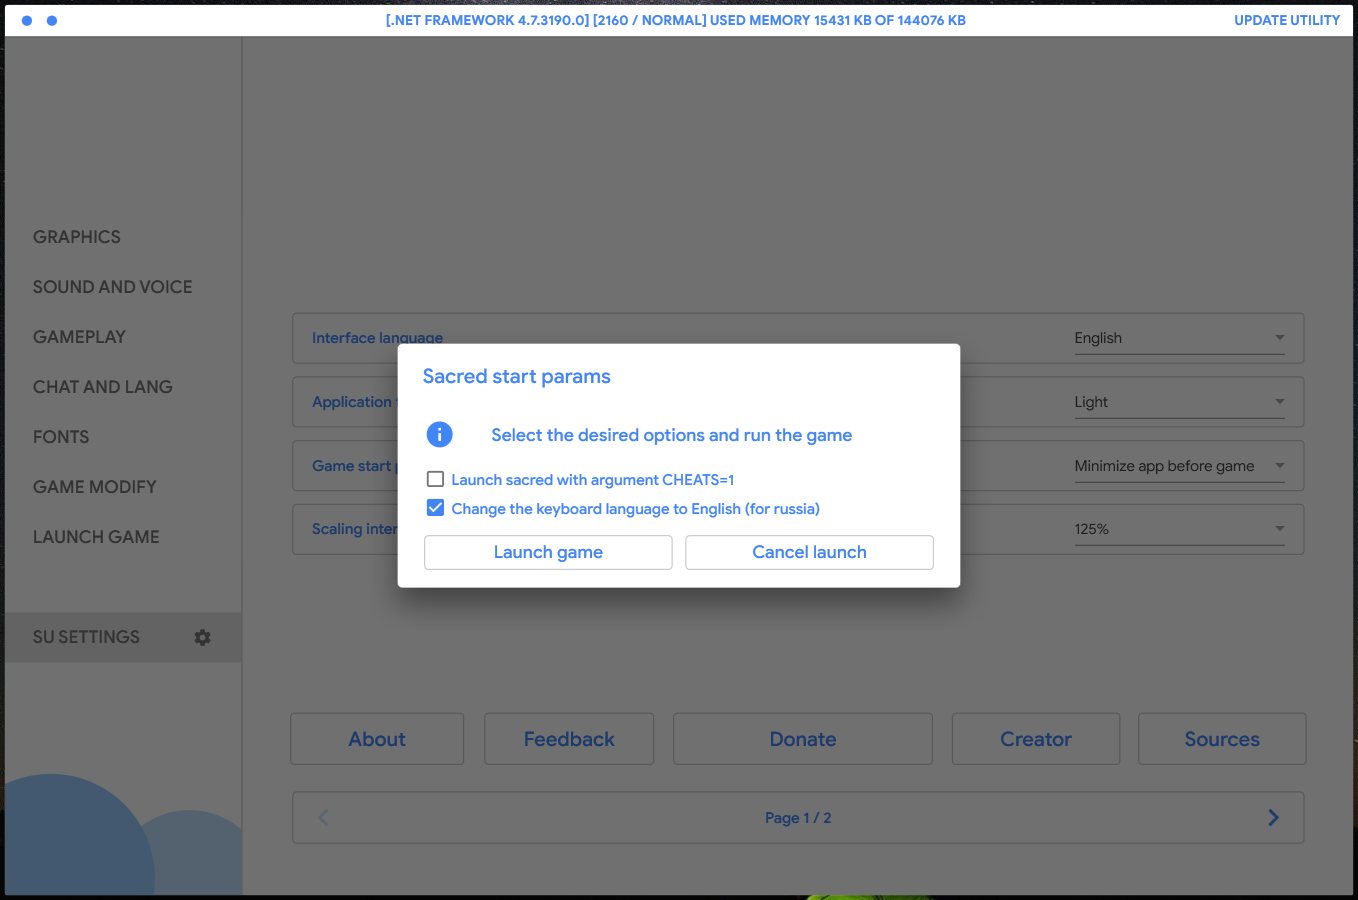 [.NET FRAMEWORK 4.7.3190.0] [2160 / NORMAL] USED MEMORY 15431 KB OF 144076 KB
UPDATE UTILITY
GRAPHICS
SOUND AND VOICE
GAMEPLAY
CHAT AND LANG
FONTS
GAME MODIFY
LAUNCH GAME
SU SETTINGS
Interface language
English
Application
Light
Game start
Minimize app before game
Scaling
125%
Sacred start params
Select the desired options and run the game
Launch sacred with argument CHEATS=1
Change the keyboard language to English (for russia)
Launch game
Cancel launch
About
Feedback
Donate
Creator
Sources
Page 1 / 2